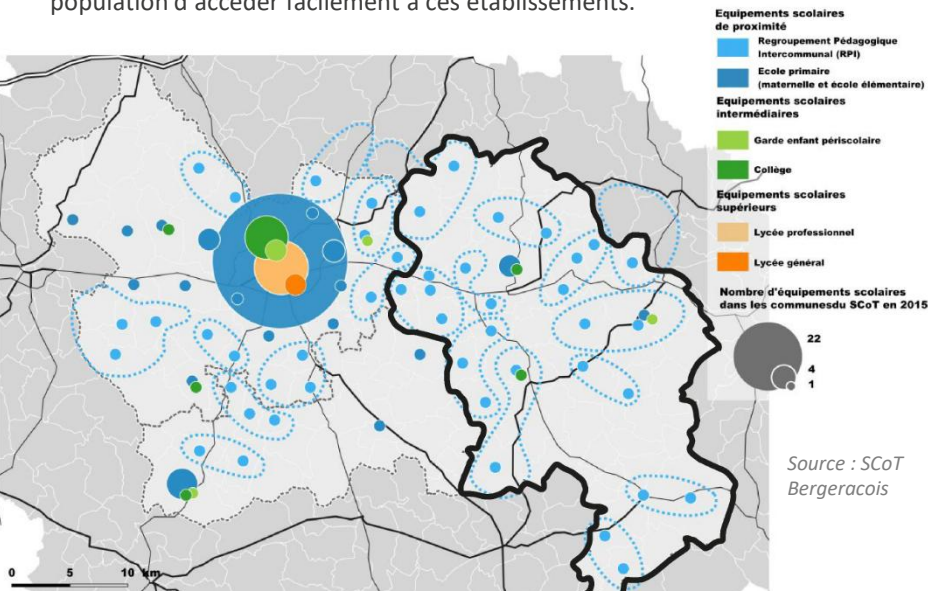 population d'accéder facilement à ces établissements.
Equipements scolaires
de proximité
Regroupement Pédagogique
Intercommunal (RPI)
Ecole primaire
(maternelle et école élémentaire)
Equipements scolaires
intermédiaires
Garde enfant périscolaire
Collège
Equipements scolaires
supérieurs
Lycée professionnel
Lycée général
Nombre d'équipements scolaires
dans les communesdu SCoT en 2015
22
4
1
Source : SCoT
Bergeracois
0 5 10 km